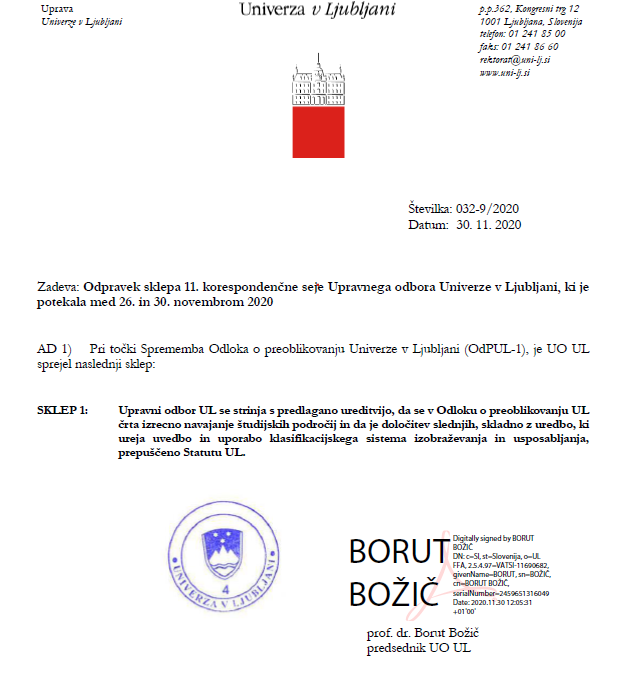 Uprava
Univerze v Ljubljani
Univerza v Ljubljani
p.p.362, Kongresni trg 12
1001 Ljubljana, Slovenija
telefon: 01 241 85 00
faks: 01 241 86 60
rektorat@uni-lj.si
www.uni-lj.si
Številka: 032-9/2020
Datum: 30. 11. 2020
Zadeva: Odpravek sklepa 11. korespondenčne seje Upravnega odbora Univerze v Ljubljani, ki je
potekala med 26. in 30. novembrom 2020
AD 1) Pri točki Sprememba Odloka o preoblikovanju Univerze v Ljubljani (OdPUL-1), je UO UL
sprejel naslednji sklep:
SKLEP 1: Upravni odbor UL se strinja s predlagano ureditvijo, da se v Odloku o preoblikovanju UL
črta izrecno navajanje študijskih področij in da je določitev slednjih, skladno z uredbo, ki
ureja uvedbo in uporabo klasifikacijskega sistema izobraževanja in usposabljanja,
prepuščeno Statutu UL.
UNIVERZA V LJUBLJANI
4
BORUT
BOŽIČ
Digitally signed by BORUT
BOŽIČ
DN: c=SI, st=Slovenija, o=UL
FFA, 2.5.4.97=VATSI-11690682,
givenName=BORUT, sn=BOŽIČ,
cn=BORUT BOŽIČ,
serialNumber=2459651316049
Date: 2020.11.30 12:05:31
+01'00'
prof. dr. Borut Božič
predsednik UO UL